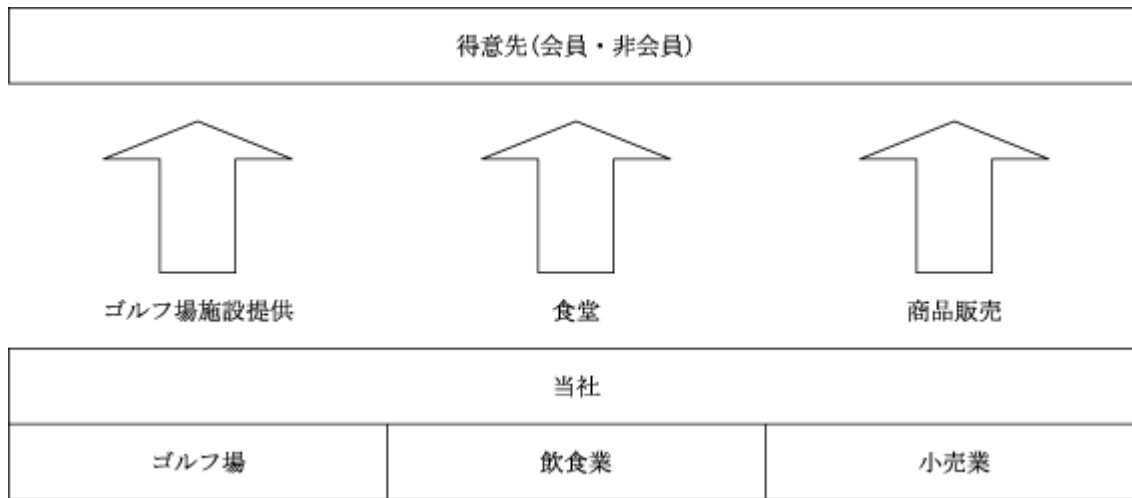 得意先(会員・非会員)
ゴルフ場施設提供
食堂
商品販売
当社
ゴルフ場
飲食業
小売業